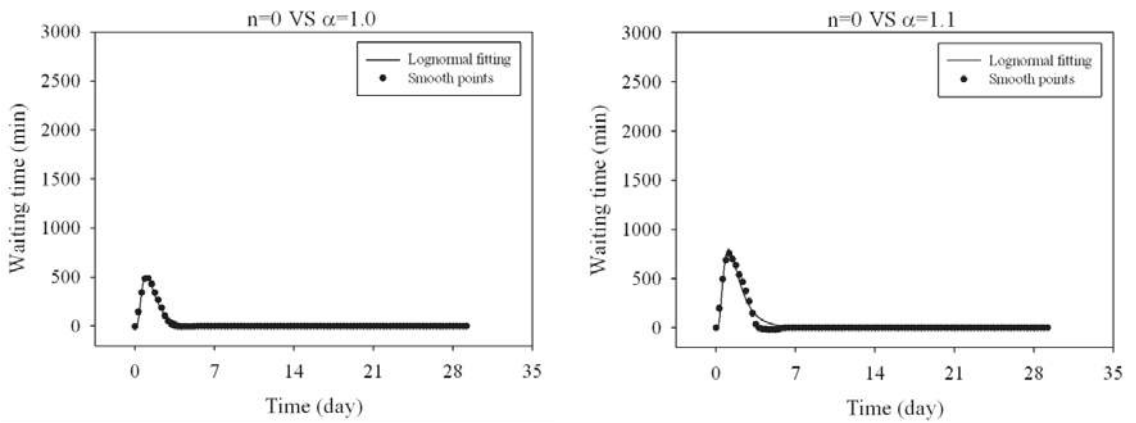 n=0 VS α=1.0
3000
2500
2000
1500
1000
500
0
Waiting time (min)
Lognormal fitting
Smooth points
0 7 14 21 28 35
Time (day)
n=0 VS α=1.1
3000
2500
2000
1500
1000
500
0
Waiting time (min)
Lognormal fitting
Smooth points
0 7 14 21 28 35
Time (day)